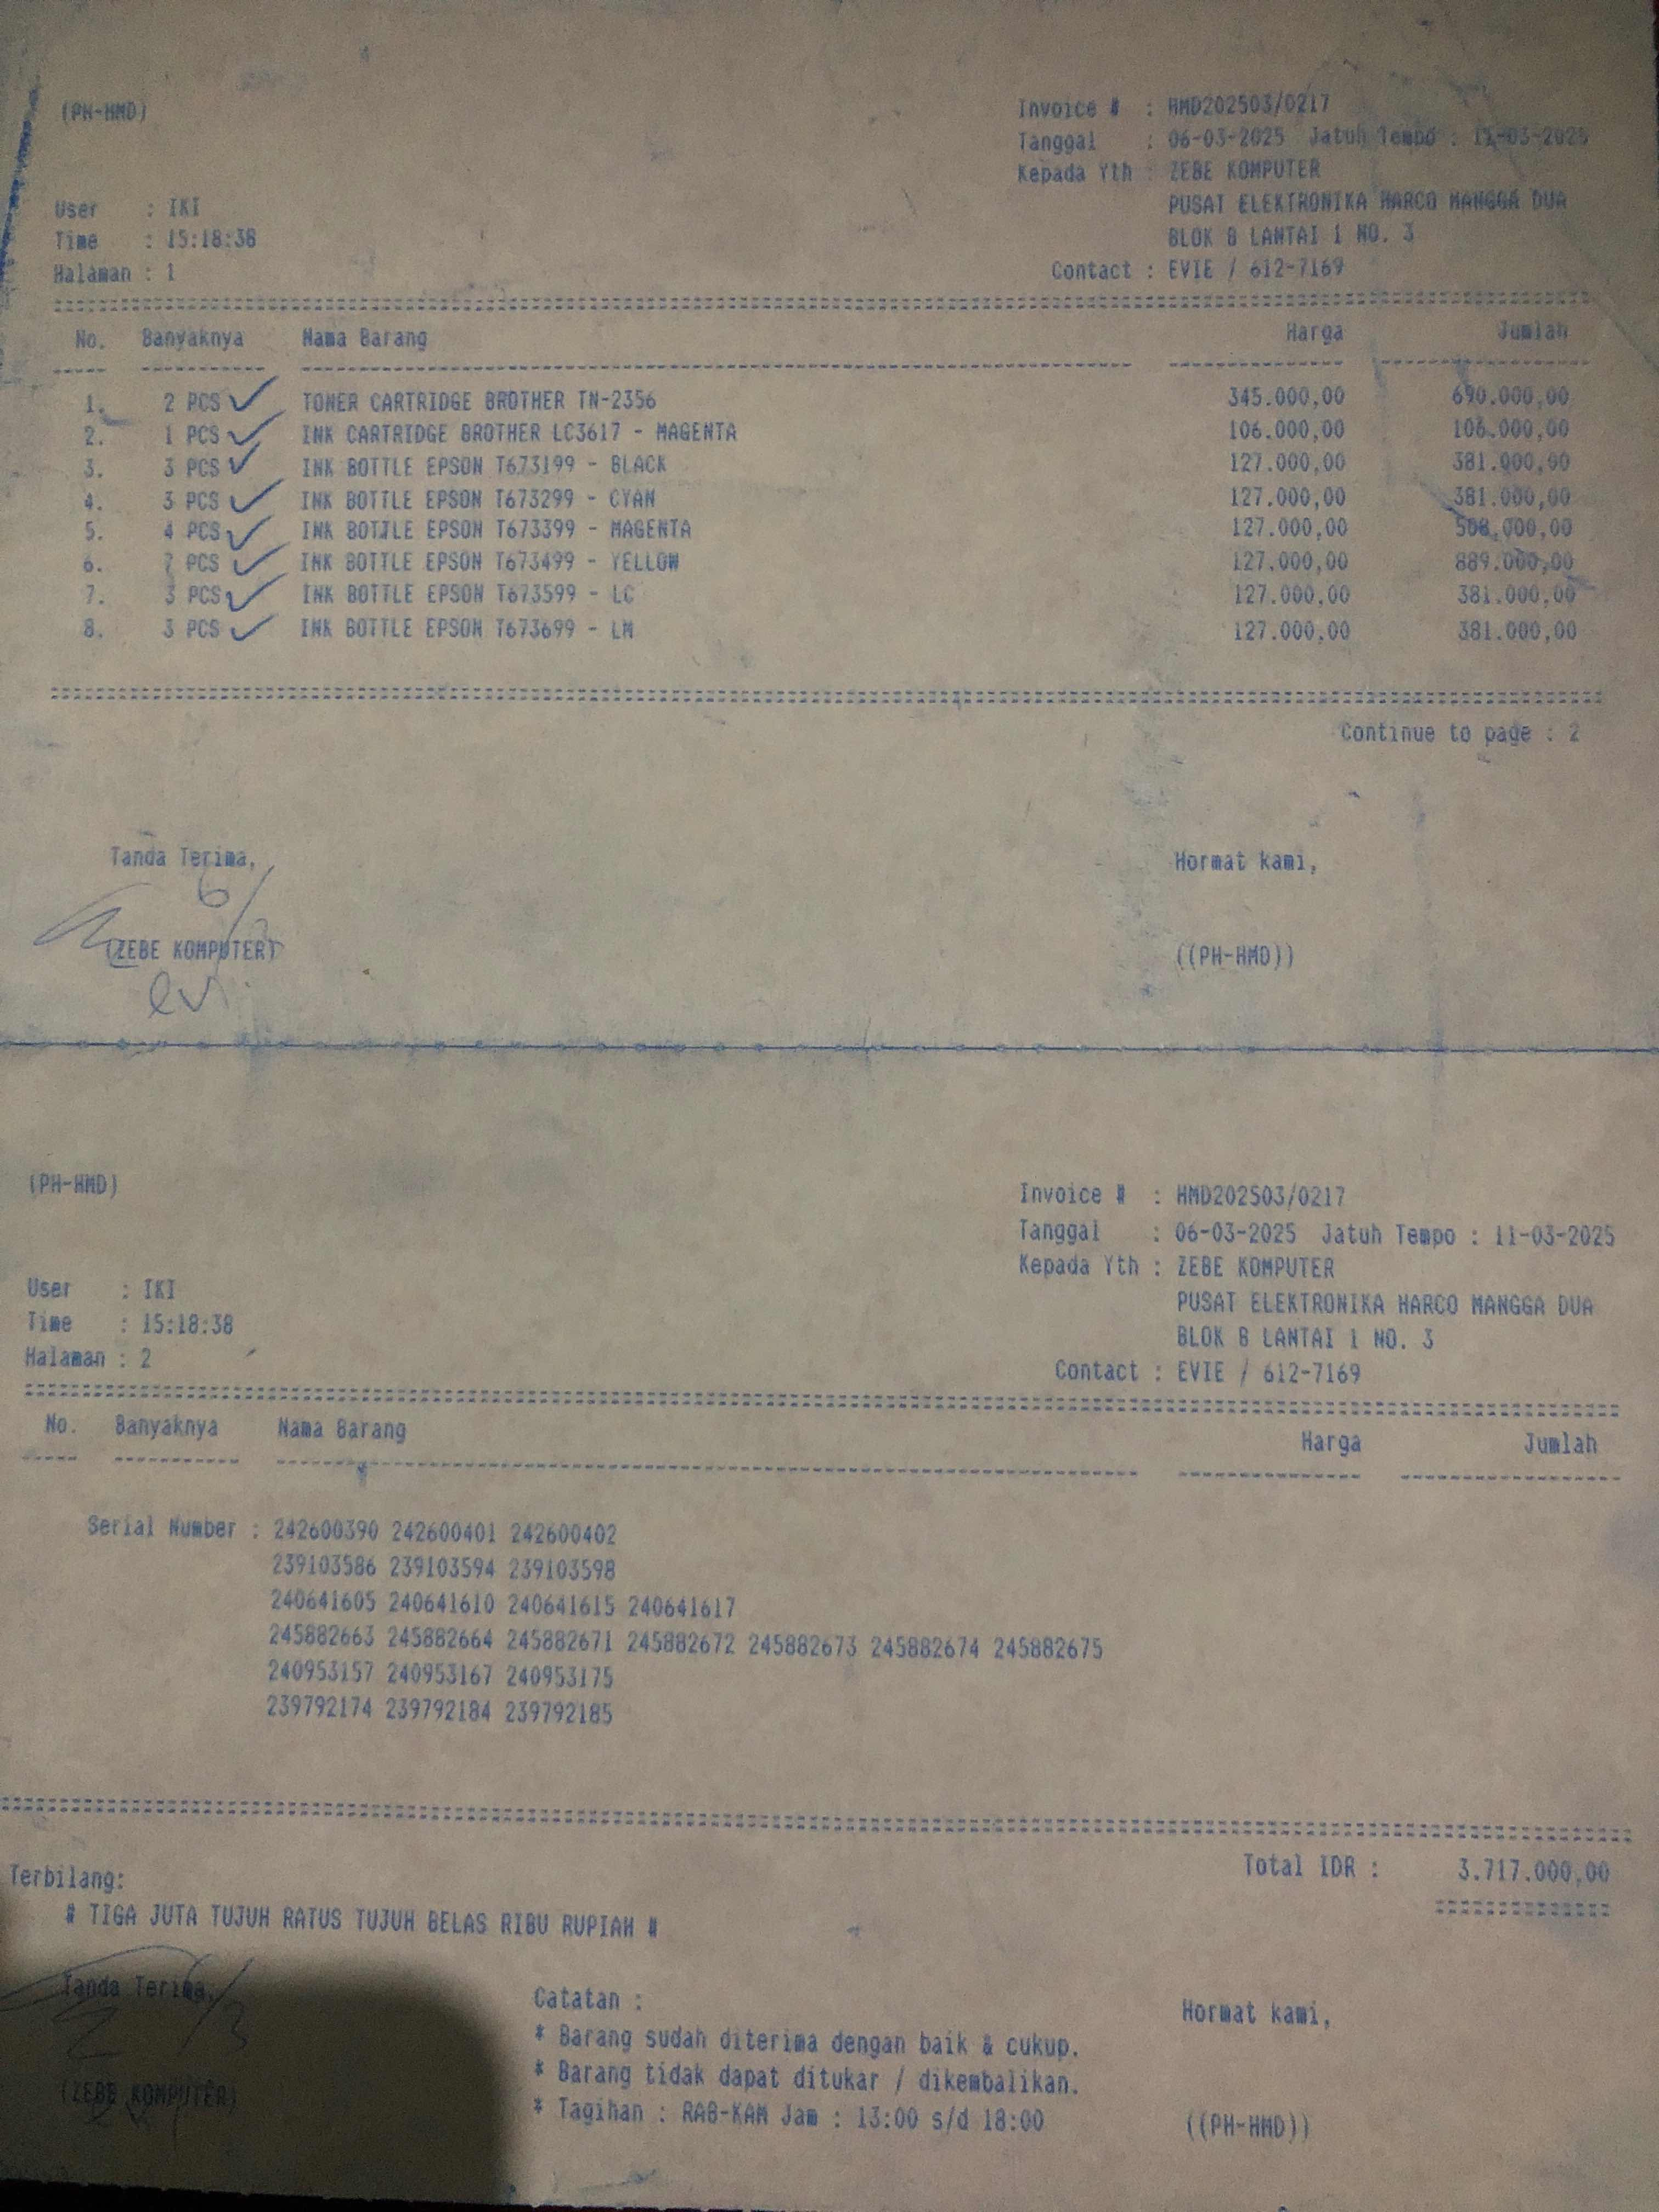 (PH-HMD)
Invoice # : HMD202503/0217
Tanggal : 06-03-2025 Jatuh Tempo : 11-03-2025
Kepada Yth : ZEBE KOMPUTER
PUSAT ELEKTRONIKA HARCO MANGGA DUA
BLOK B LANTAI 1 NO. 3
Contact : EVIE / 612-7169
User : IKI
Time : 15:18:38
Halaman : 1
No. Banyaknya Nama Barang Harga Jumlah
1. 2 PCS TONER CARTRIDGE BROTHER TN-2356 345.000,00 690.000,00
2. 1 PCS INK CARTRIDGE BROTHER LC3617 - MAGENTA 106.000,00 106.000,00
3. 3 PCS INK BOTTLE EPSON T673199 - BLACK 127.000,00 381.000,00
4. 3 PCS INK BOTTLE EPSON T673299 - CYAN 127.000,00 381.000,00
5. 4 PCS INK BOTTLE EPSON T673399 - MAGENTA 127.000,00 508.000,00
6. 7 PCS INK BOTTLE EPSON T673499 - YELLOW 127.000,00 889.000,00
7. 3 PCS INK BOTTLE EPSON T673599 - LC 127.000,00 381.000,00
8. 3 PCS INK BOTTLE EPSON T673699 - LM 127.000,00 381.000,00
Continue to page : 2
Tanda Terima, Hormat kami,
6/3
(ZEBE KOMPUTER) ((PH-HMD))
(PH-HMD)
Invoice # : HMD202503/0217
Tanggal : 06-03-2025 Jatuh Tempo : 11-03-2025
Kepada Yth : ZEBE KOMPUTER
PUSAT ELEKTRONIKA HARCO MANGGA DUA
BLOK B LANTAI 1 NO. 3
Contact : EVIE / 612-7169
User : IKI
Time : 15:18:38
Halaman : 2
No. Banyaknya Nama Barang Harga Jumlah
Serial Number : 242600390 242600401 242600402
239103586 239103594 239103598
240641605 240641610 240641615 240641617
245882663 245882664 245882671 245882672 245882673 245882674 245882675
240953157 240953167 240953175
239792174 239792184 239792185
Total IDR : 3.717.000,00
Terbilang:
# TIGA JUTA TUJUH RATUS TUJUH BELAS RIBU RUPIAH #
Tanda Terima, Catatan : Hormat kami,
* Barang sudah diterima dengan baik & cukup.
* Barang tidak dapat ditukar / dikembalikan.
* Tagihan : RAB-KAM Jam : 13:00 s/d 18:00
(ZEBE KOMPUTER) ((PH-HMD))